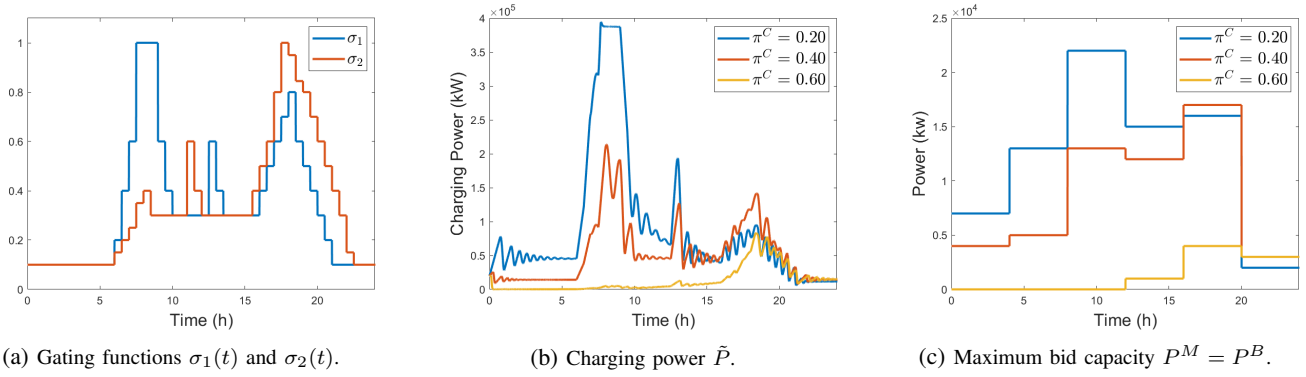 σ₁
σ₂
1
0.8
0.6
0.4
0.2
0
0
5
10
15
20
Time (h)
(a) Gating functions σ₁(t) and σ₂(t).
×10⁵
4
3.5
3
2.5
2
1.5
1
0.5
0
Charging Power (kW)
π^C = 0.20
π^C = 0.40
π^C = 0.60
0
5
10
15
20
Time (h)
(b) Charging power P̃.
×10⁴
2.5
2
1.5
1
0.5
0
Power (kw)
π^C = 0.20
π^C = 0.40
π^C = 0.60
0
5
10
15
20
Time (h)
(c) Maximum bid capacity P^M = P^B.